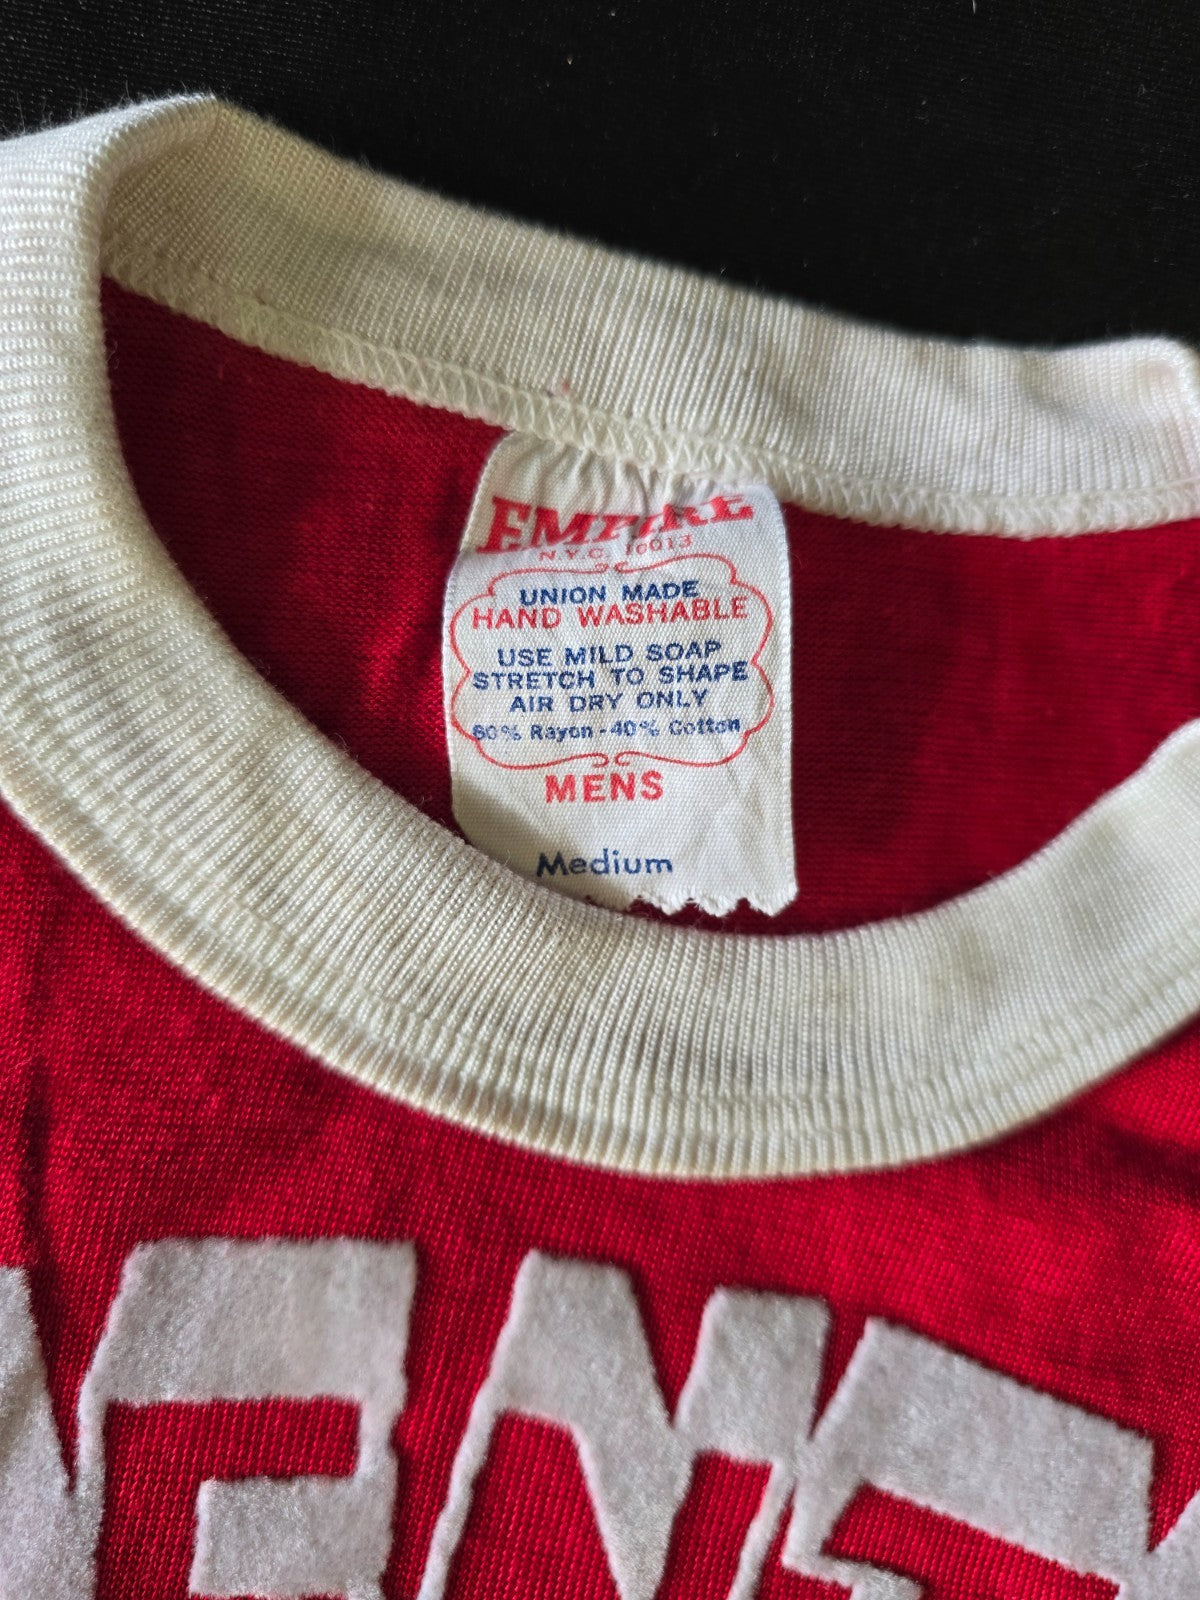 EMPIRE
N.Y.C. 10013
UNION MADE
HAND WASHABLE
USE MILD SOAP
STRETCH TO SHAPE
AIR DRY ONLY
60% Rayon - 40% Cotton
MENS
Medium